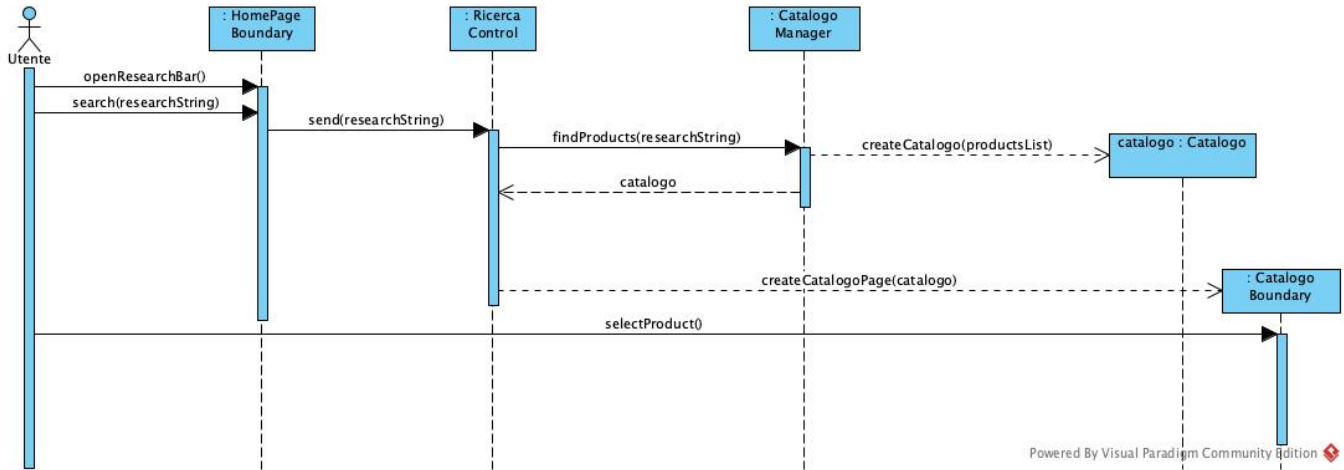 : HomePage
Boundary
: Ricerca
Control
: Catalogo
Manager
Utente
openResearchBar()
search(researchString)
send(researchString)
findProducts(researchString)
createCatalogo(productsList)
catalogo : Catalogo
catalogo
createCatalogoPage(catalogo)
: Catalogo
Boundary
selectProduct()
Powered By Visual Paradigm Community Edition